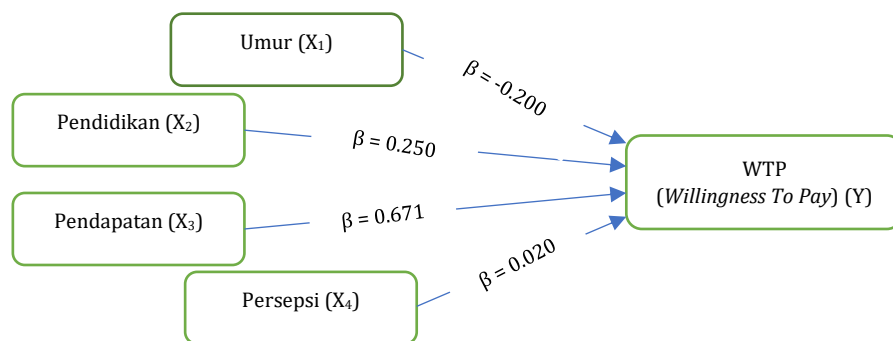 Umur (X₁)
β = -0.200
Pendidikan (X₂)
β = 0.250
WTP
(Willingness To Pay) (Y)
Pendapatan (X₃)
β = 0.671
Persepsi (X₄)
β = 0.020